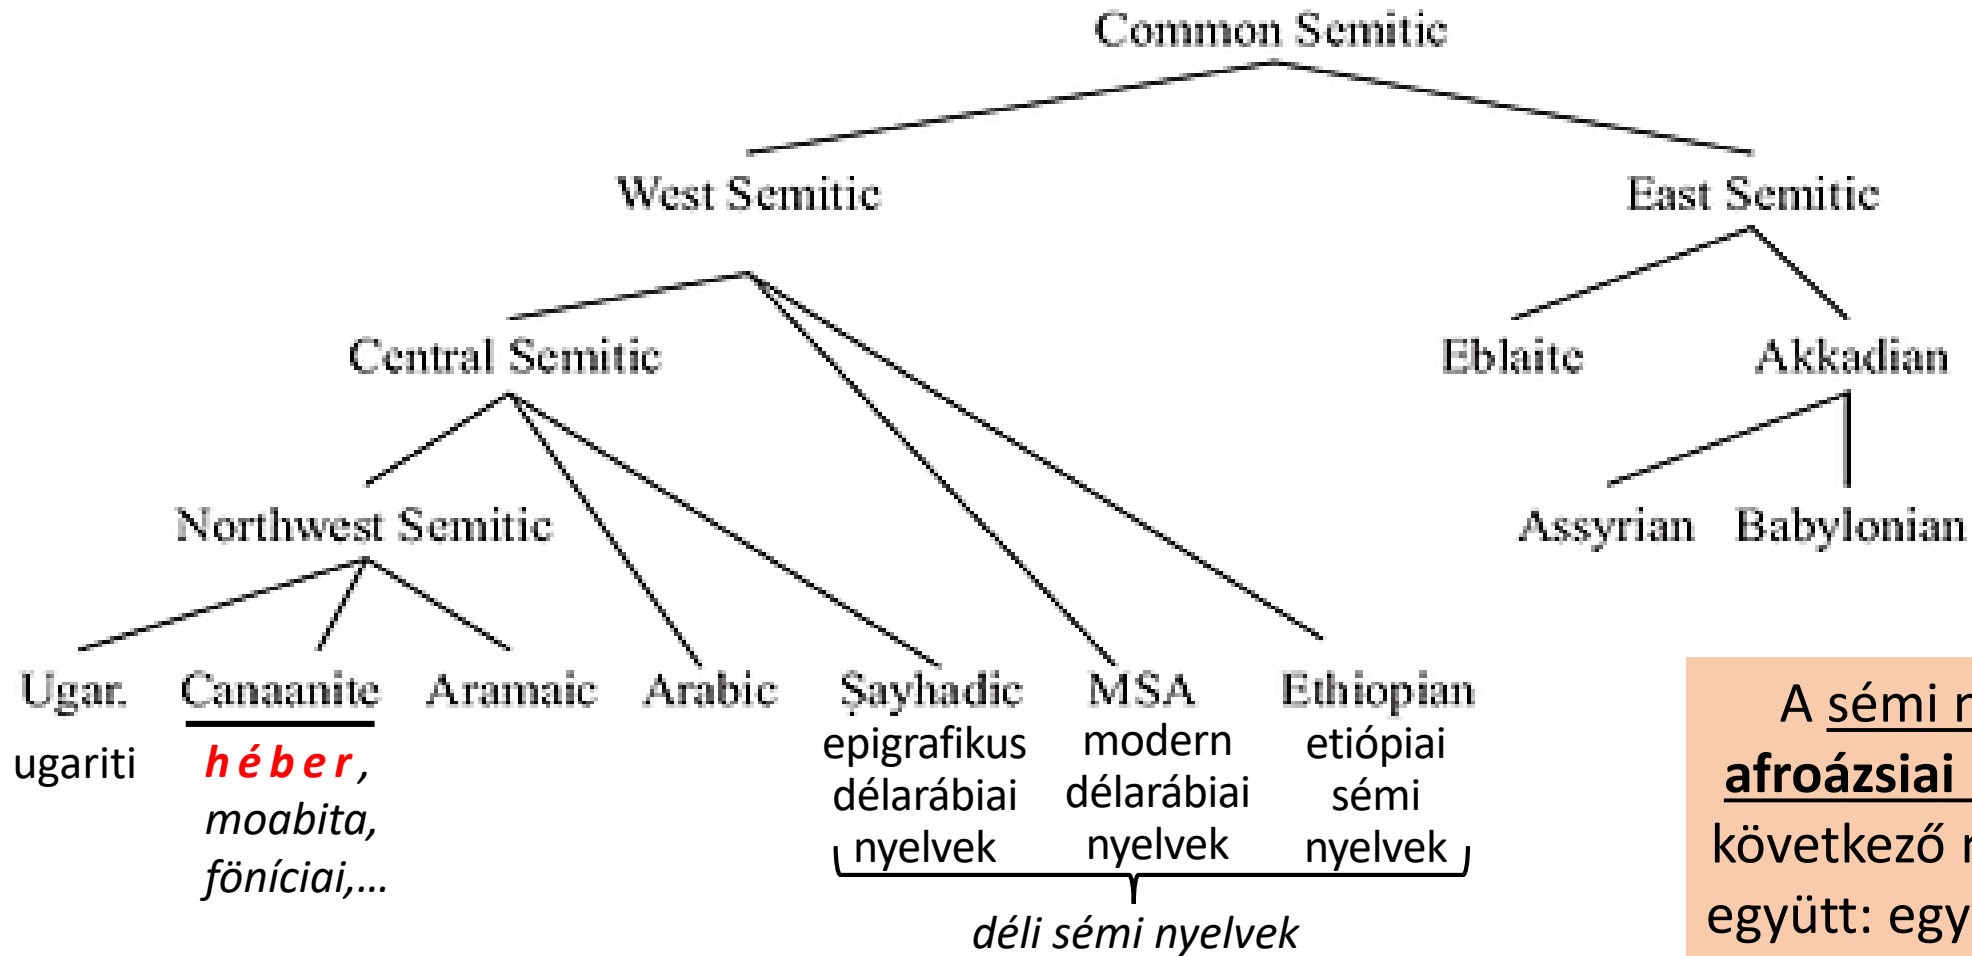 Common Semitic
West Semitic
East Semitic
Central Semitic
Eblaite
Akkadian
Northwest Semitic
Assyrian
Babylonian
Ugar.
Canaanite
Aramaic
Arabic
Ṣayhadic
MSA
Ethiopian
ugariti
héber,
moabita,
föníciai,...
epigrafikus
délarábiai
nyelvek
modern
délarábiai
nyelvek
etiópiai
sémi
nyelvek
déli sémi nyelvek
A sémi
afroázsiai
következő
együtt: